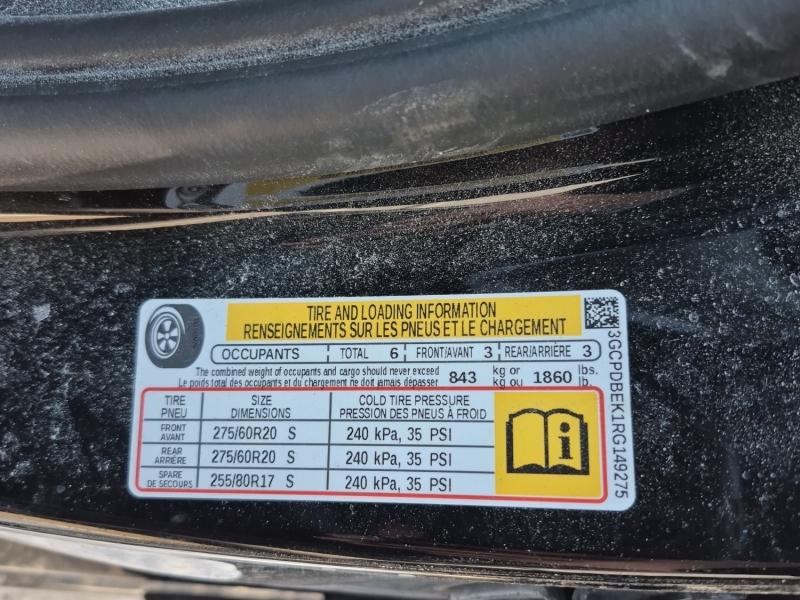 TIRE AND LOADING INFORMATION
RENSEIGNEMENTS SUR LES PNEUS ET LE CHARGEMENT
OCCUPANTS TOTAL 6 FRONT/AVANT 3 REAR/ARRIÈRE 3
The combined weight of occupants and cargo should never exceed 843 kg or 1860 lbs.
Le poids total des occupants et du chargement ne doit jamais dépasser kg ou lb.
TIRE SIZE COLD TIRE PRESSURE
PNEU DIMENSIONS PRESSION DES PNEUS À FROID
FRONT
AVANT 275/60R20 S 240 kPa, 35 PSI
REAR
ARRIÈRE 275/60R20 S 240 kPa, 35 PSI
SPARE
DE SECOURS 255/80R17 S 240 kPa, 35 PSI
3GCPDBEK1RG149275